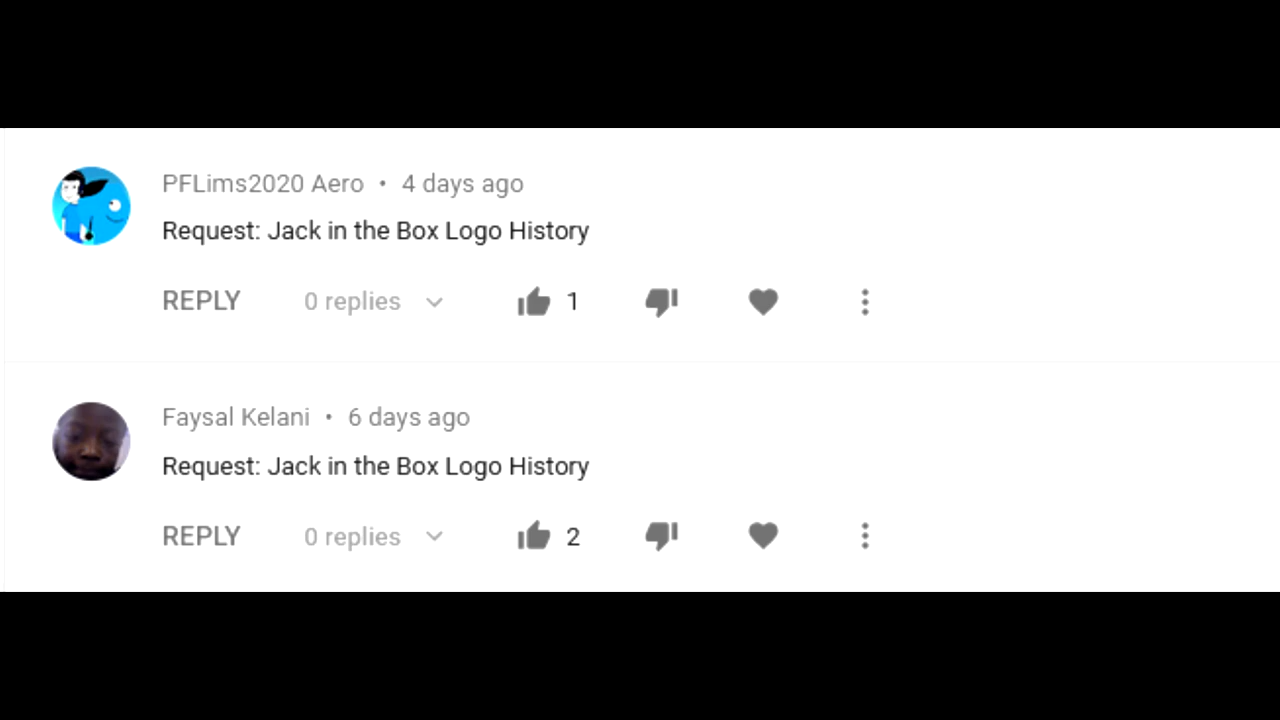 PFLims2020 Aero • 4 days ago
Request: Jack in the Box Logo History
REPLY 0 replies 1
Faysal Kelani • 6 days ago
Request: Jack in the Box Logo History
REPLY 0 replies 2